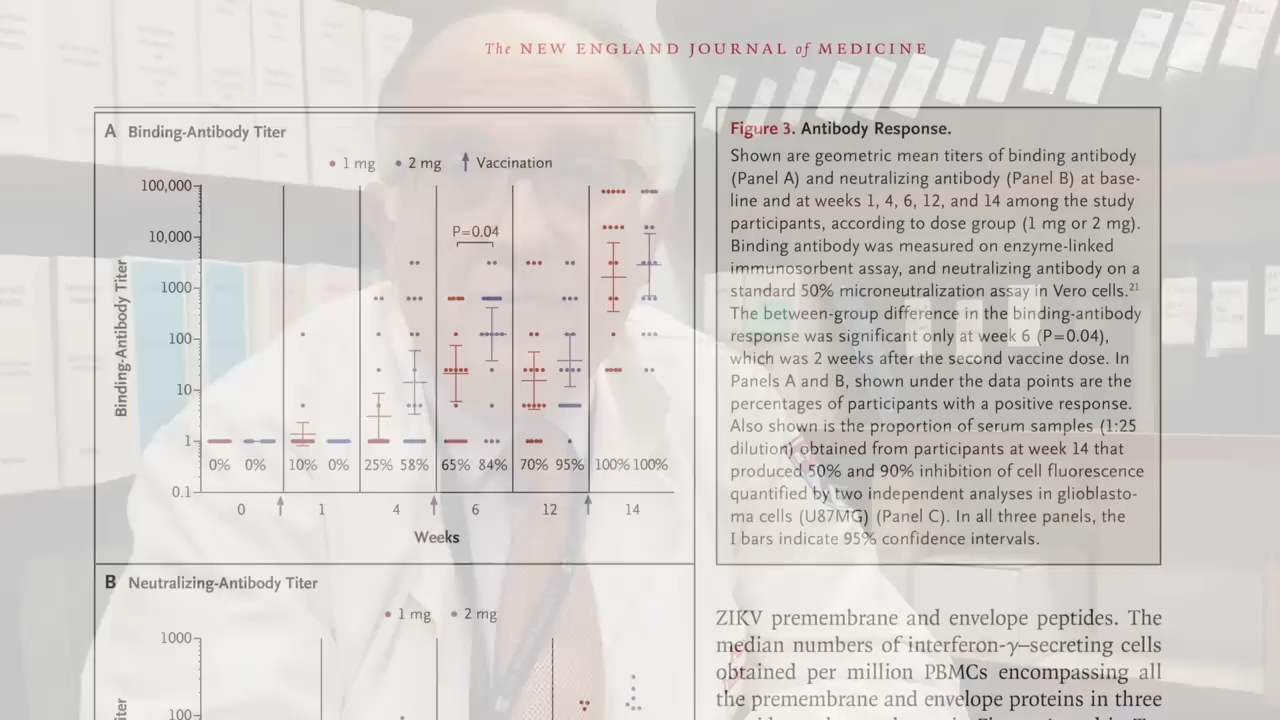 The NEW ENGLAND JOURNAL of MEDICINE
A Binding-Antibody Titer
1 mg 2 mg Vaccination
Binding-Antibody Titer
100,000
10,000
1000
100
10
1
0.1
P=0.04
0% 0% 10% 0% 25% 58% 65% 84% 70% 95% 100% 100%
0 1 4 6 12 14
Weeks
B Neutralizing-Antibody Titer
1 mg 2 mg
1000
100
Figure 3. Antibody Response.
Shown are geometric mean titers of binding antibody
(Panel A) and neutralizing antibody (Panel B) at base-
line and at weeks 1, 4, 6, 12, and 14 among the study
participants, according to dose group (1 mg or 2 mg).
Binding antibody was measured on enzyme-linked
immunosorbent assay, and neutralizing antibody on a
standard 50% microneutralization assay in Vero cells.21
The between-group difference in the binding-antibody
response was significant only at week 6 (P=0.04),
which was 2 weeks after the second vaccine dose. In
Panels A and B, shown under the data points are the
percentages of participants with a positive response.
Also shown is the proportion of serum samples (1:25
dilution) obtained from participants at week 14 that
produced 50% and 90% inhibition of cell fluorescence
quantified by two independent analyses in glioblasto-
ma cells (U87MG) (Panel C). In all three panels, the
I bars indicate 95% confidence intervals.
ZIKV premembrane and envelope peptides. The
median numbers of interferon-γ–secreting cells
obtained per million PBMCs encompassing all
the premembrane and envelope proteins in three